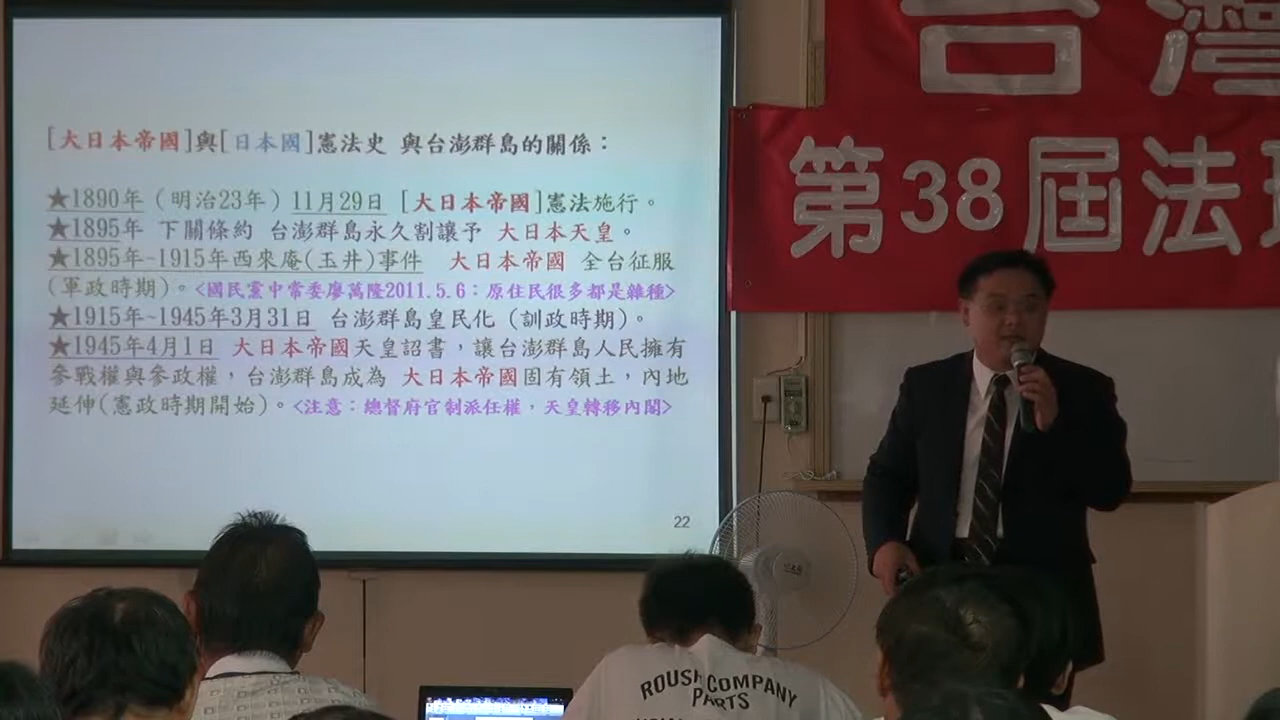 [大日本帝國]與[日本國]憲法史 與台澎群島的關係：
★1890年（明治23年）11月29日 [大日本帝國]憲法施行。
★1895年 下關條約 台澎群島永久割讓予 大日本天皇。
★1895年~1915年西來庵(玉井)事件 大日本帝國 全台征服
(軍政時期)。<國民黨中常委廖萬隆2011.5.6：原住民很多都是雜種>
★1915年~1945年3月31日 台澎群島皇民化 (訓政時期)。
★1945年4月1日 大日本帝國天皇詔書，讓台澎群島人民擁有
參戰權與參政權，台澎群島成為 大日本帝國固有領土，內地
延伸(憲政時期開始)。<注意：總督府官制派任權，天皇轉移內閣>
22
台灣
第38屆法理
ROUSH COMPANY
PARTS